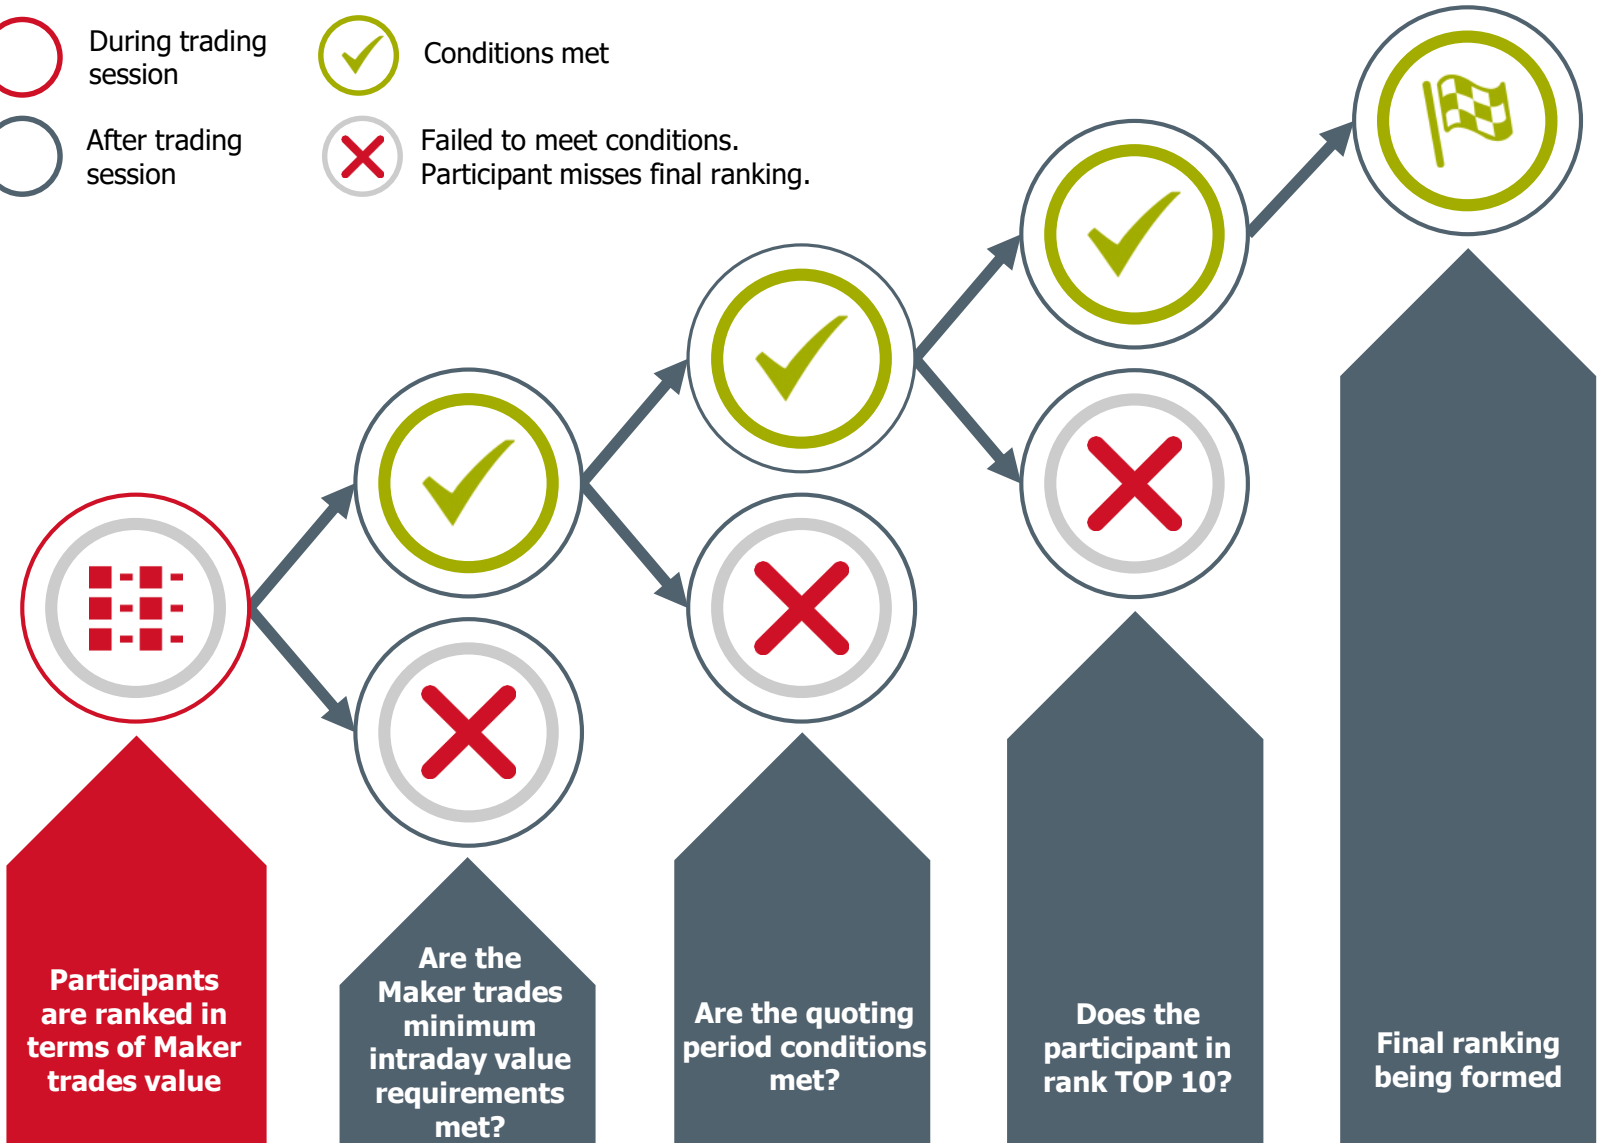 During trading
session
Conditions met
After trading
session
Failed to meet conditions.
Participant misses final ranking.
Participants
are ranked in
terms of Maker
trades value
Are the
Maker trades
minimum
intraday value
requirements
met?
Are the quoting
period conditions
met?
Does the
participant in
rank TOP 10?
Final ranking
being formed